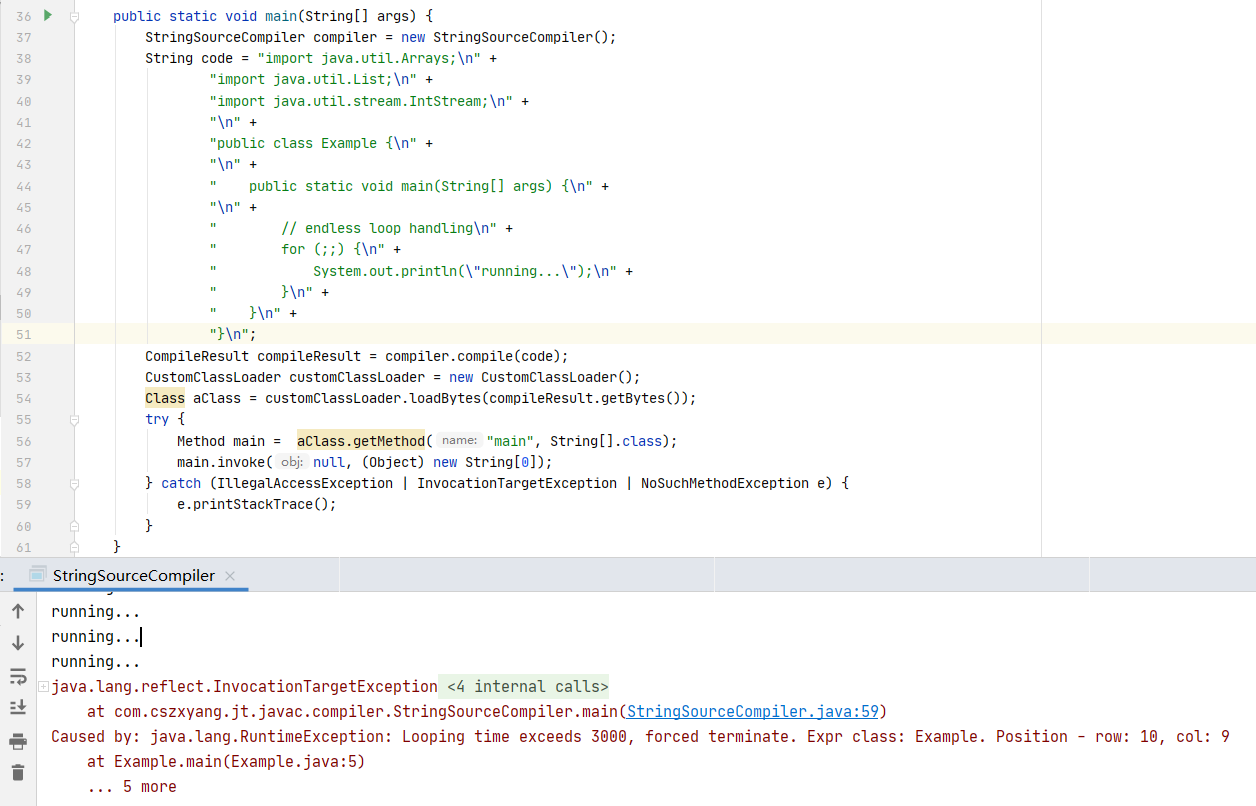 36 public static void main(String[] args) {
37 StringSourceCompiler compiler = new StringSourceCompiler();
38 String code = "import java.util.Arrays;\n" +
39 "import java.util.List;\n" +
40 "import java.util.stream.IntStream;\n" +
41 "\n" +
42 "public class Example {\n" +
43 "\n" +
44 "    public static void main(String[] args) {\n" +
45 "\n" +
46 "        // endless loop handling\n" +
47 "        for (;;) {\n" +
48 "            System.out.println(\"running...\");\n" +
49 "        }\n" +
50 "    }\n" +
51 "}\n";
52 CompileResult compileResult = compiler.compile(code);
53 CustomClassLoader customClassLoader = new CustomClassLoader();
54 Class aClass = customClassLoader.loadBytes(compileResult.getBytes());
55 try {
56 Method main =  aClass.getMethod( name: "main", String[].class);
57 main.invoke( obj: null, (Object) new String[0]);
58 } catch (IllegalAccessException | InvocationTargetException | NoSuchMethodException e) {
59 e.printStackTrace();
60 }
61 }
: StringSourceCompiler ×
running...
running...
running...
java.lang.reflect.InvocationTargetException <4 internal calls>
at com.cszxyang.jt.javac.compiler.StringSourceCompiler.main(StringSourceCompiler.java:59)
Caused by: java.lang.RuntimeException: Looping time exceeds 3000, forced terminate. Expr class: Example. Position - row: 10, col: 9
at Example.main(Example.java:5)
... 5 more